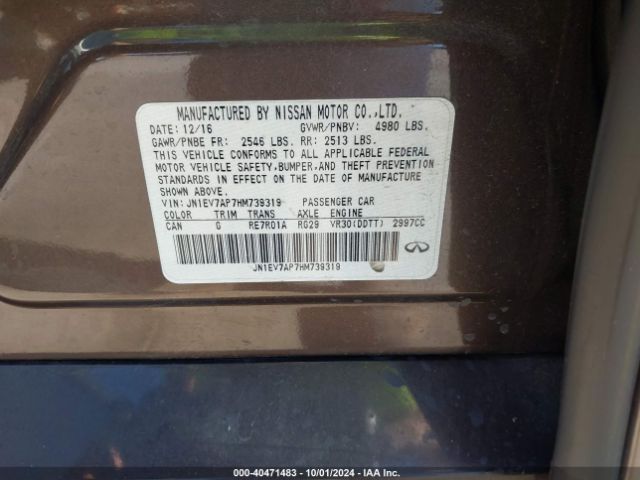 MANUFACTURED BY NISSAN MOTOR CO.,LTD.
DATE: 12/16 GVWR/PNBV: 4980 LBS.
GAWR/PNBE FR: 2546 LBS. RR: 2513 LBS.
THIS VEHICLE CONFORMS TO ALL APPLICABLE FEDERAL
MOTOR VEHICLE SAFETY,BUMPER,AND THEFT PREVENTION
STANDARDS IN EFFECT ON THE DATE OF MANUFACTURE
SHOWN ABOVE.
VIN: JN1EV7AP7HM739319 PASSENGER CAR
COLOR TRIM TRANS AXLE ENGINE
CAN G RE7R01A RG29 VR30(DDTT) 2997CC
JN1EV7AP7HM739319
000-40471483 - 10/01/2024 - IAA Inc.